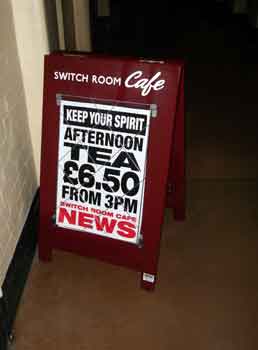 SWITCH ROOM Cafe
KEEP YOUR SPIRIT
AFTERNOON
TEA
£6.50
FROM 3PM
SWITCH ROOM CAFE
NEWS